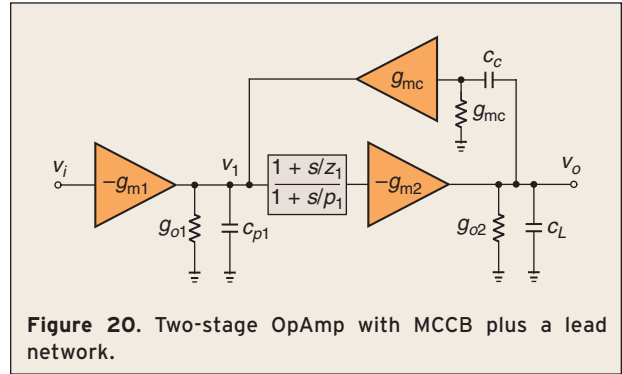 g_mc
c_c
g_mc
v_i
-g_m1
v_1
1 + s/z_1
1 + s/p_1
-g_m2
v_o
g_o1
c_p1
g_o2
c_L
Figure 20. Two-stage OpAmp with MCCB plus a lead
network.